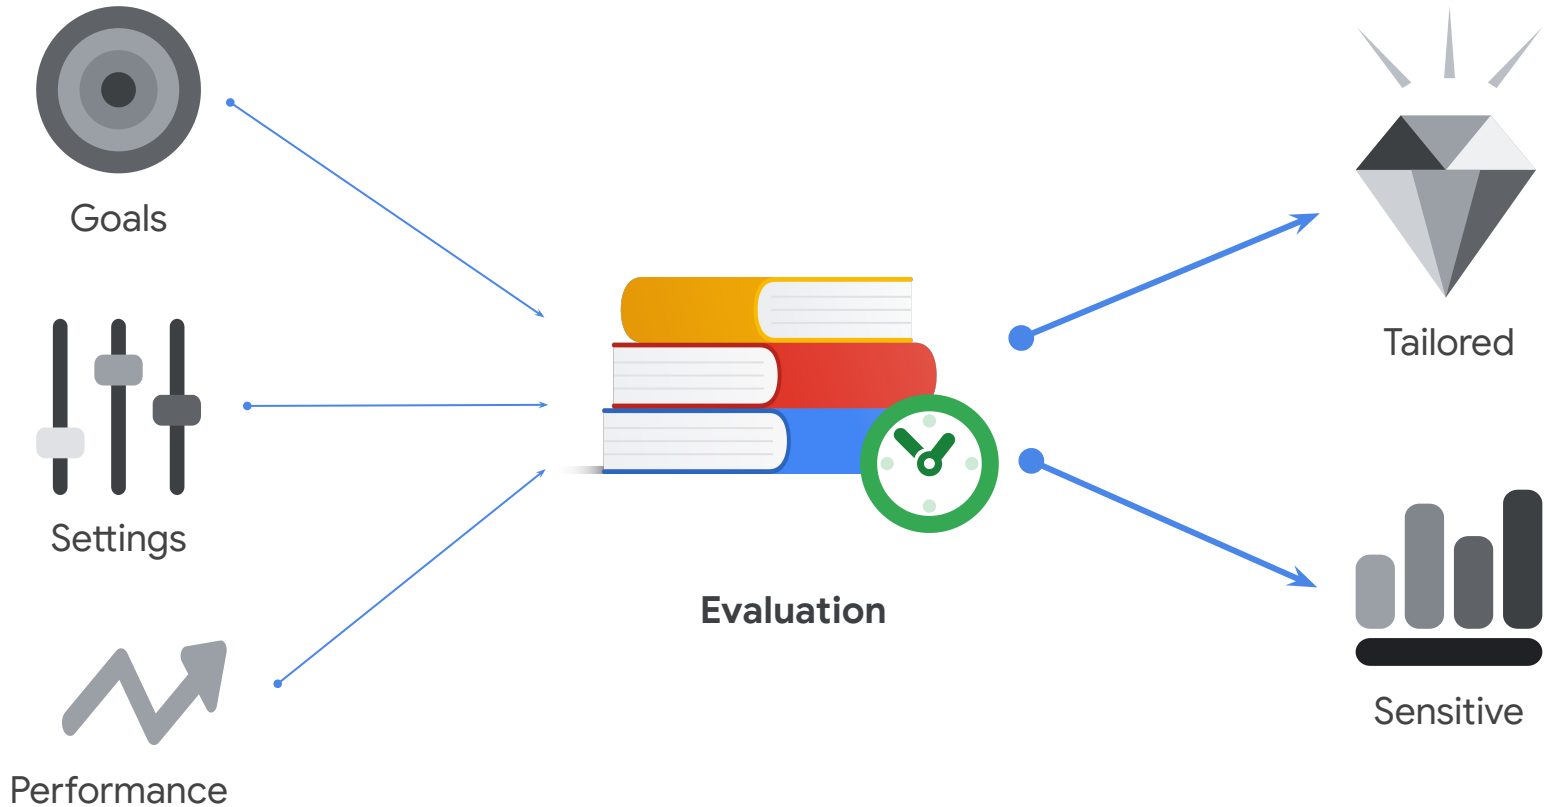 Goals
Settings
Performance
Evaluation
Tailored
Sensitive